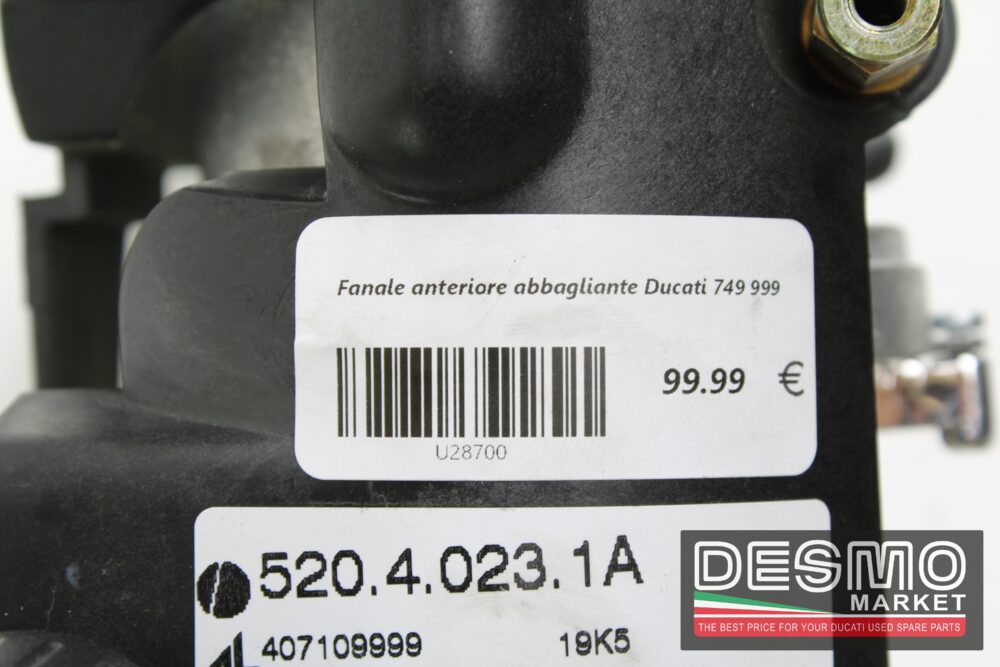 Fanale anteriore abbagliante Ducati 749 999
99.99 €
U28700
520.4.023.1A
407109999 19K5
DESMO
MARKET
THE BEST PRICE FOR YOUR DUCATI USED SPARE PARTS